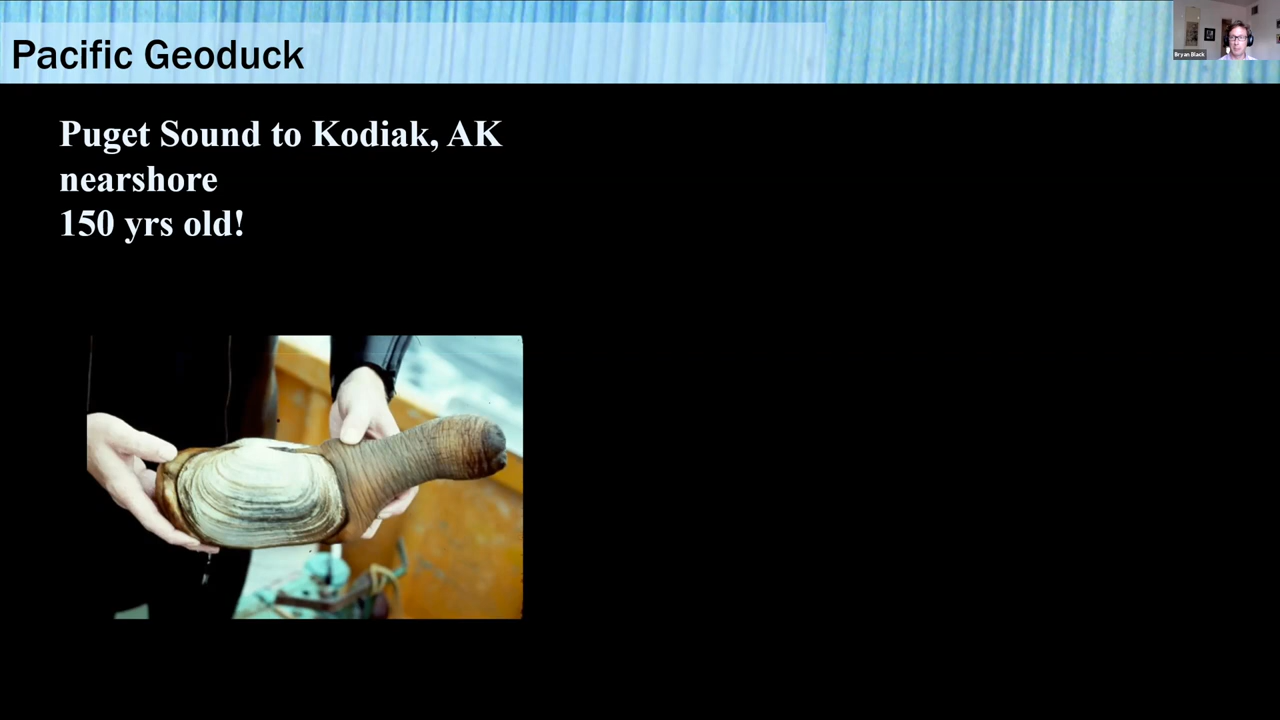 Pacific Geoduck
Bryan Black
Puget Sound to Kodiak, AK
nearshore
150 yrs old!